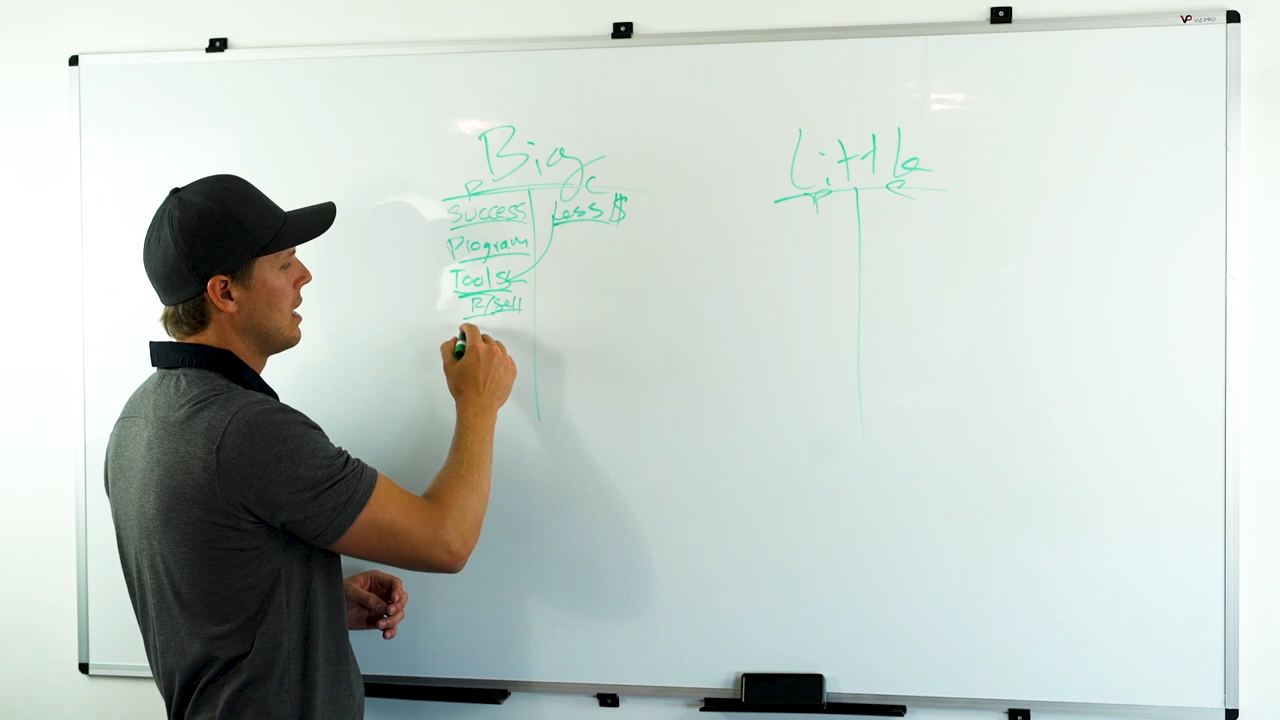 VIZ-PRO
Big
P C
Success Less $
Program
Tools
R/Sell
Little
P C